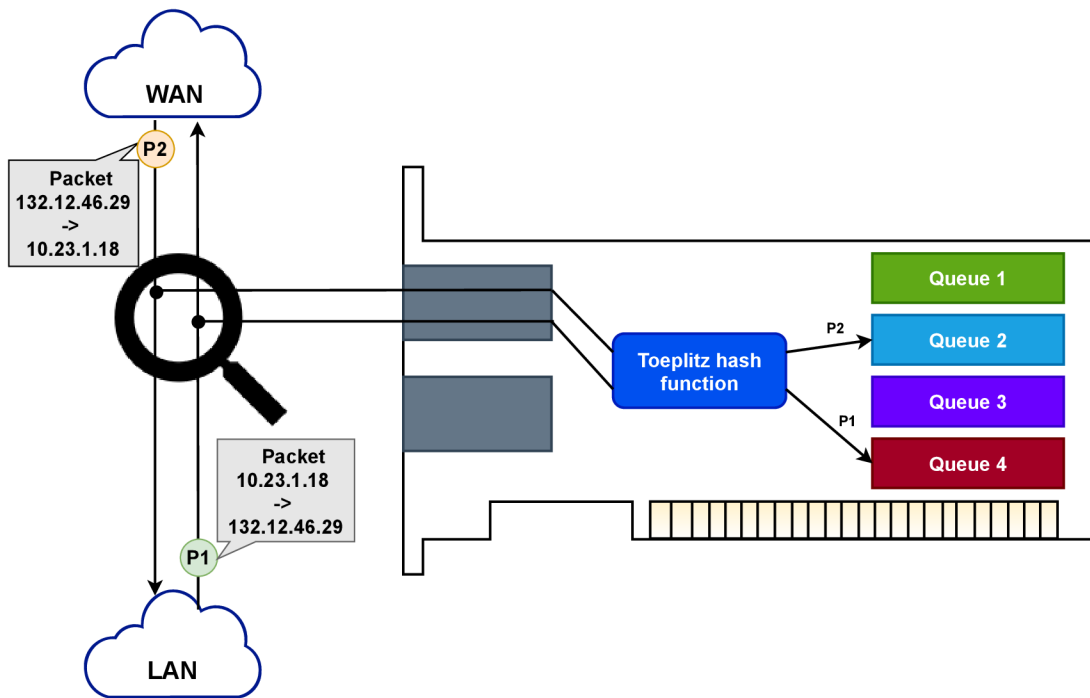 WAN
P2
Packet
132.12.46.29
->
10.23.1.18
Queue 1
Queue 2
Queue 3
Queue 4
Toeplitz hash
function
P2
P1
Packet
10.23.1.18
->
132.12.46.29
P1
LAN